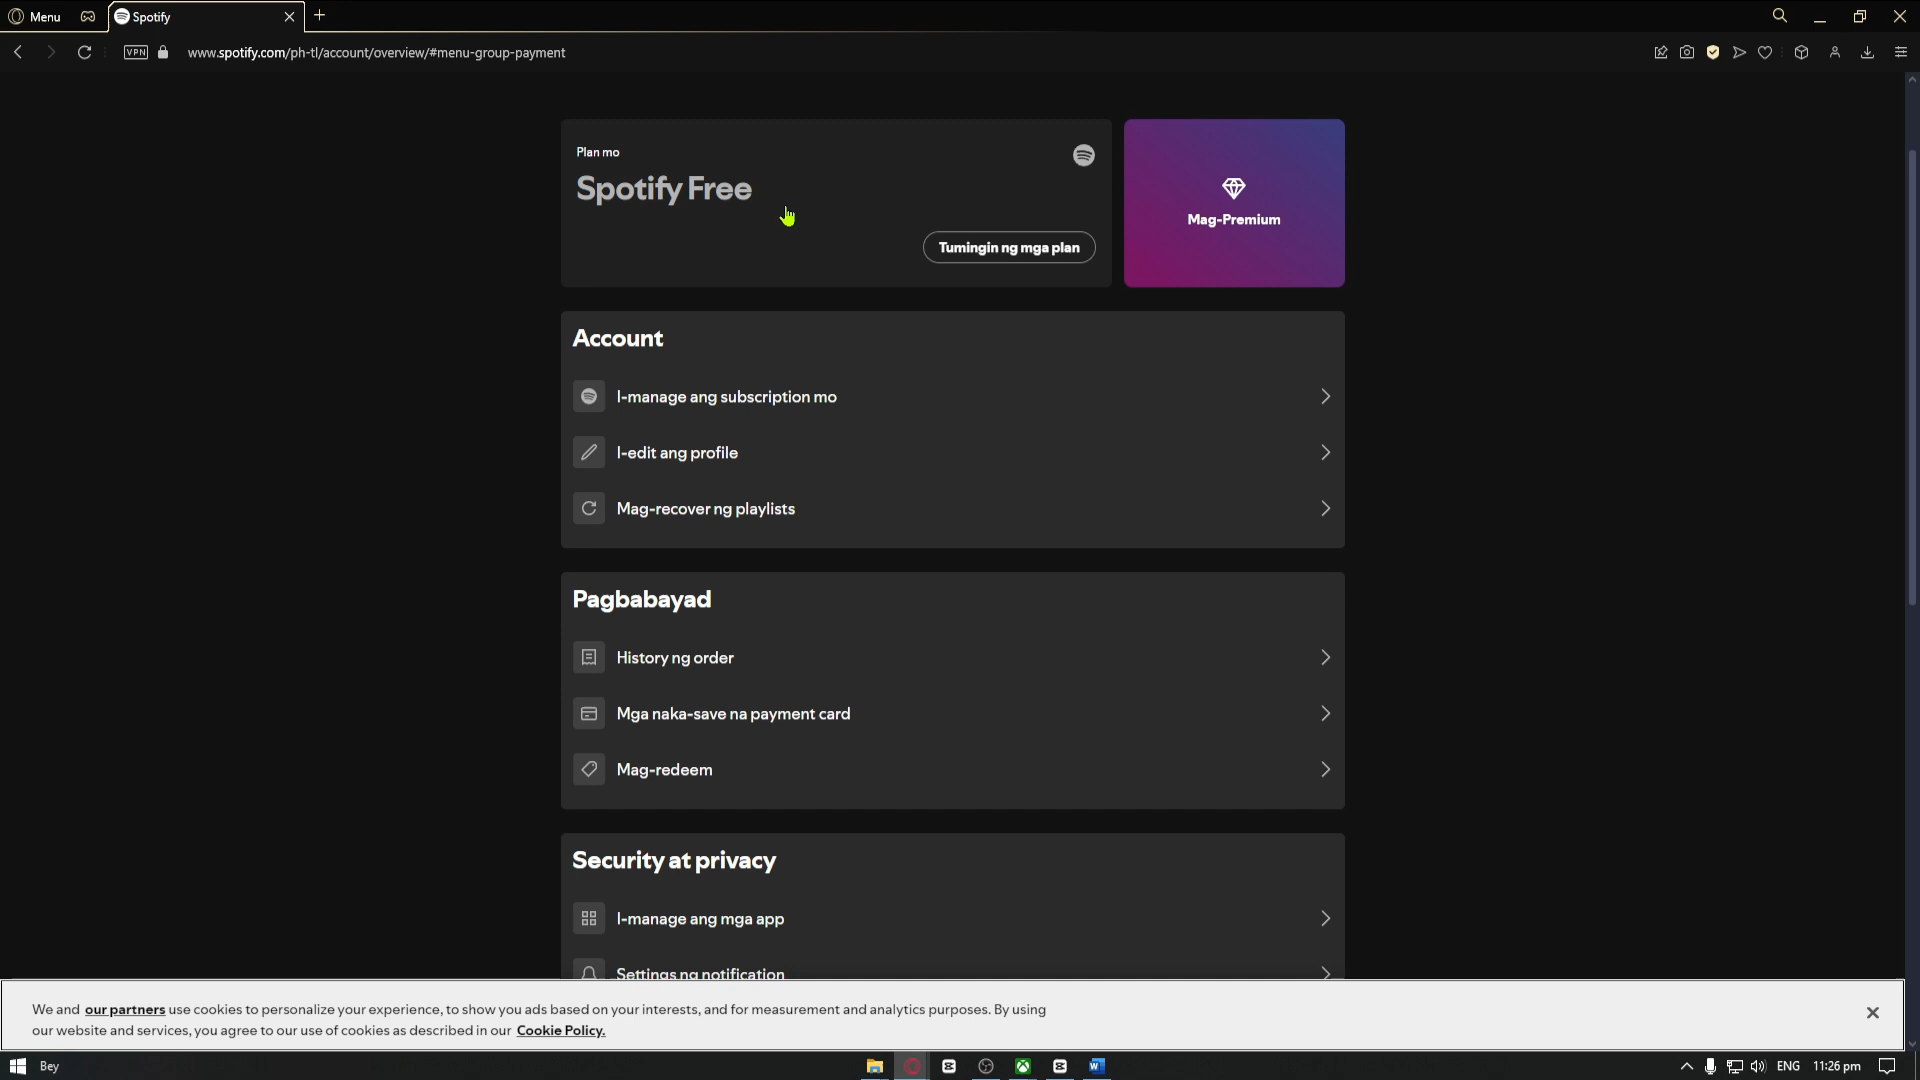 Menu
Spotify
VPN
www.spotify.com/ph-tl/account/overview/#menu-group-payment
Plan mo
Spotify Free
Tumingin ng mga plan
Mag-Premium
Account
I-manage ang subscription mo
I-edit ang profile
Mag-recover ng playlists
Pagbabayad
History ng order
Mga naka-save na payment card
Mag-redeem
Security at privacy
I-manage ang mga app
Settings ng notification
We and our partners use cookies to personalize your experience, to show you ads based on your interests, and for measurement and analytics purposes. By using
our website and services, you agree to our use of cookies as described in our Cookie Policy.
Bey
ENG
11:26 pm